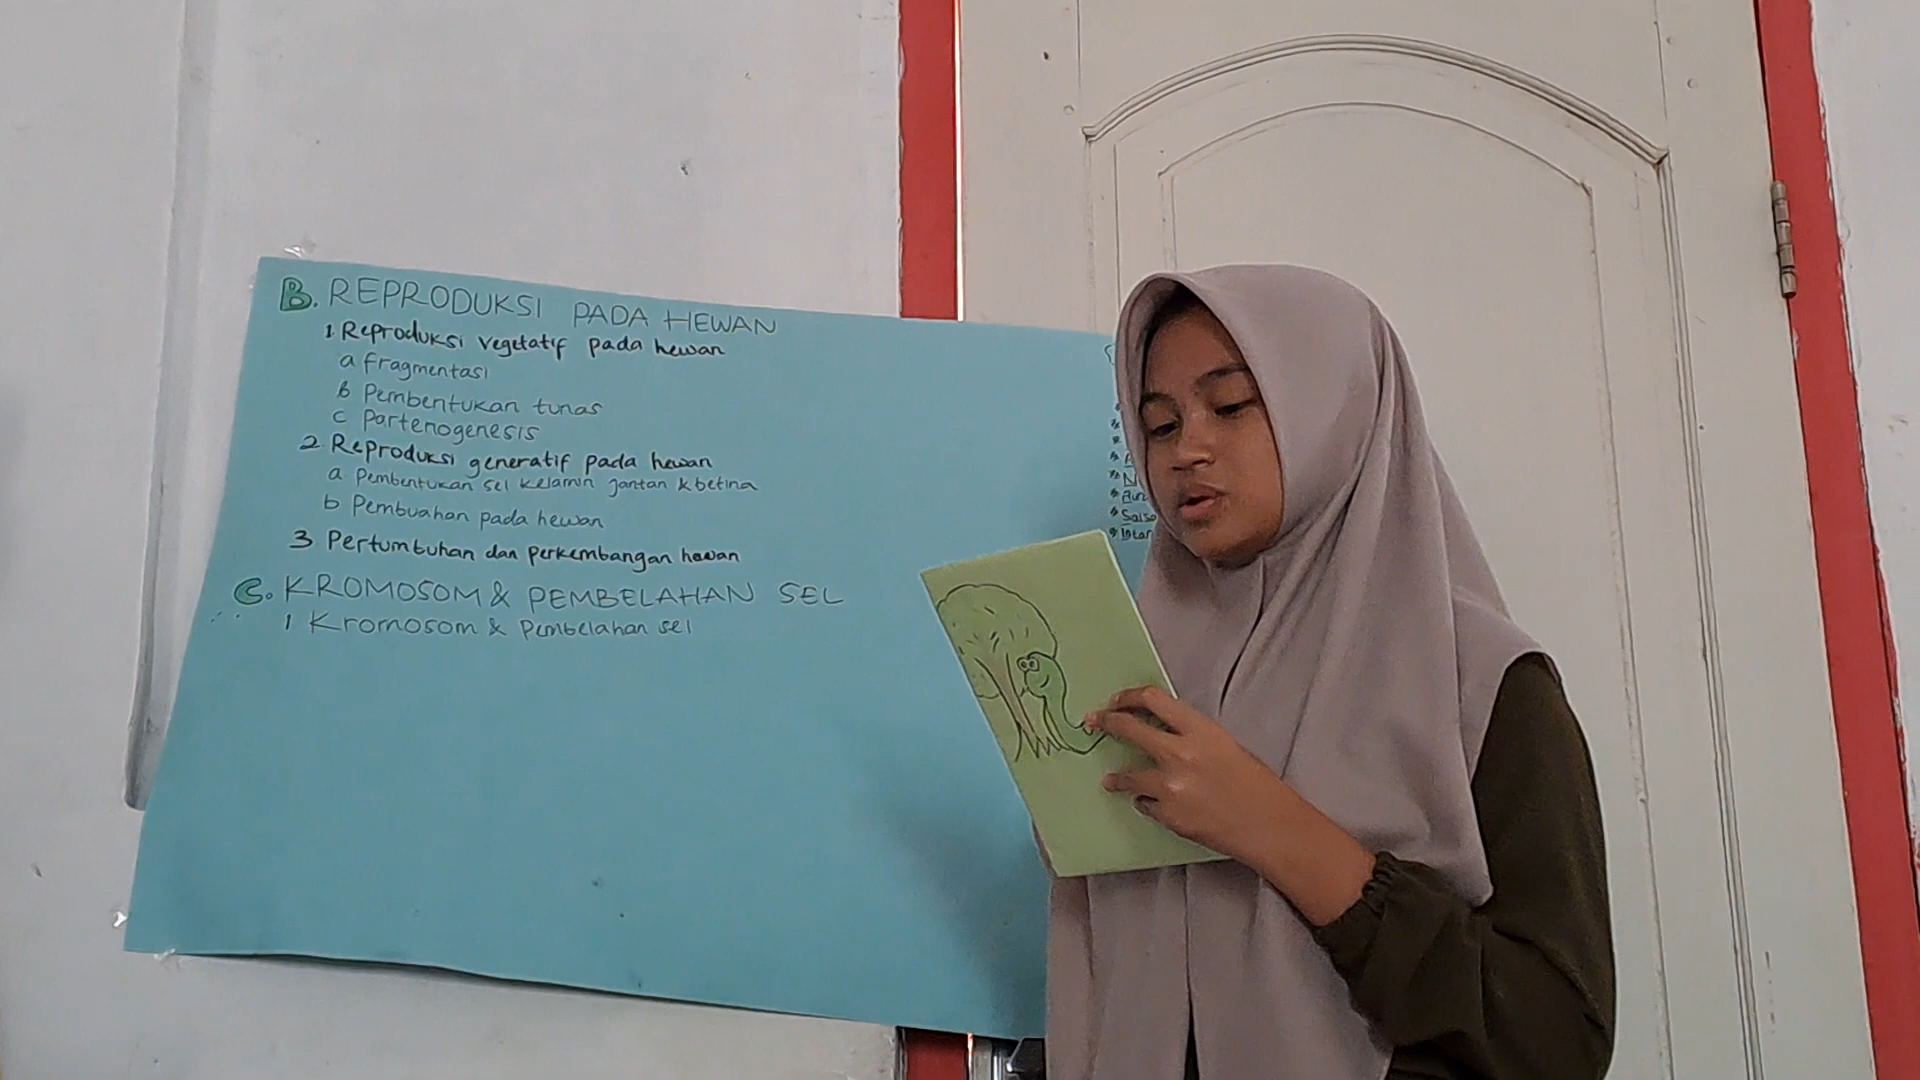 B. REPRODUKSI PADA HEWAN
1. Reproduksi vegetatif pada hewan
a fragmentasi
b Pembentukan tunas
c Partenogenesis
2 Reproduksi generatif pada hewan
a Pembentukan sel kelamin jantan & betina
b Pembuahan pada hewan
3 Pertumbuhan dan perkembangan hewan
C. KROMOSOM & PEMBELAHAN SEL
1 Kromosom & Pembelahan sel